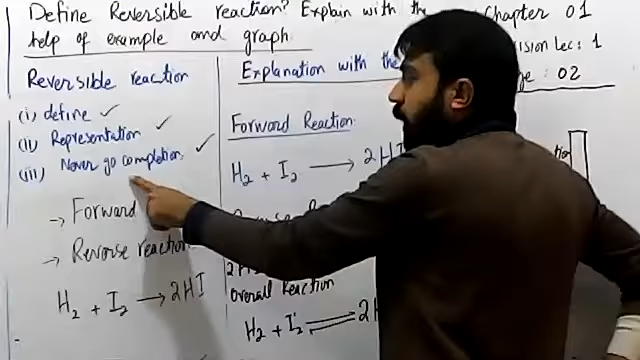 Define Reversible reaction? Explain with the
help of example and graph.
Chapter 01
ision Lec: 1
ge : 02
Reversible reaction
(i) define ✓
(ii) Representation ✓
(iii) Never go completion. ✓
→ Forward
→ Reverse reaction
H₂ + I₂ → 2HI
Explanation with the
Forward Reaction
H₂ + I₂ → 2HI
2
Overall Reaction
H₂ + I₂ ⇌ 2H